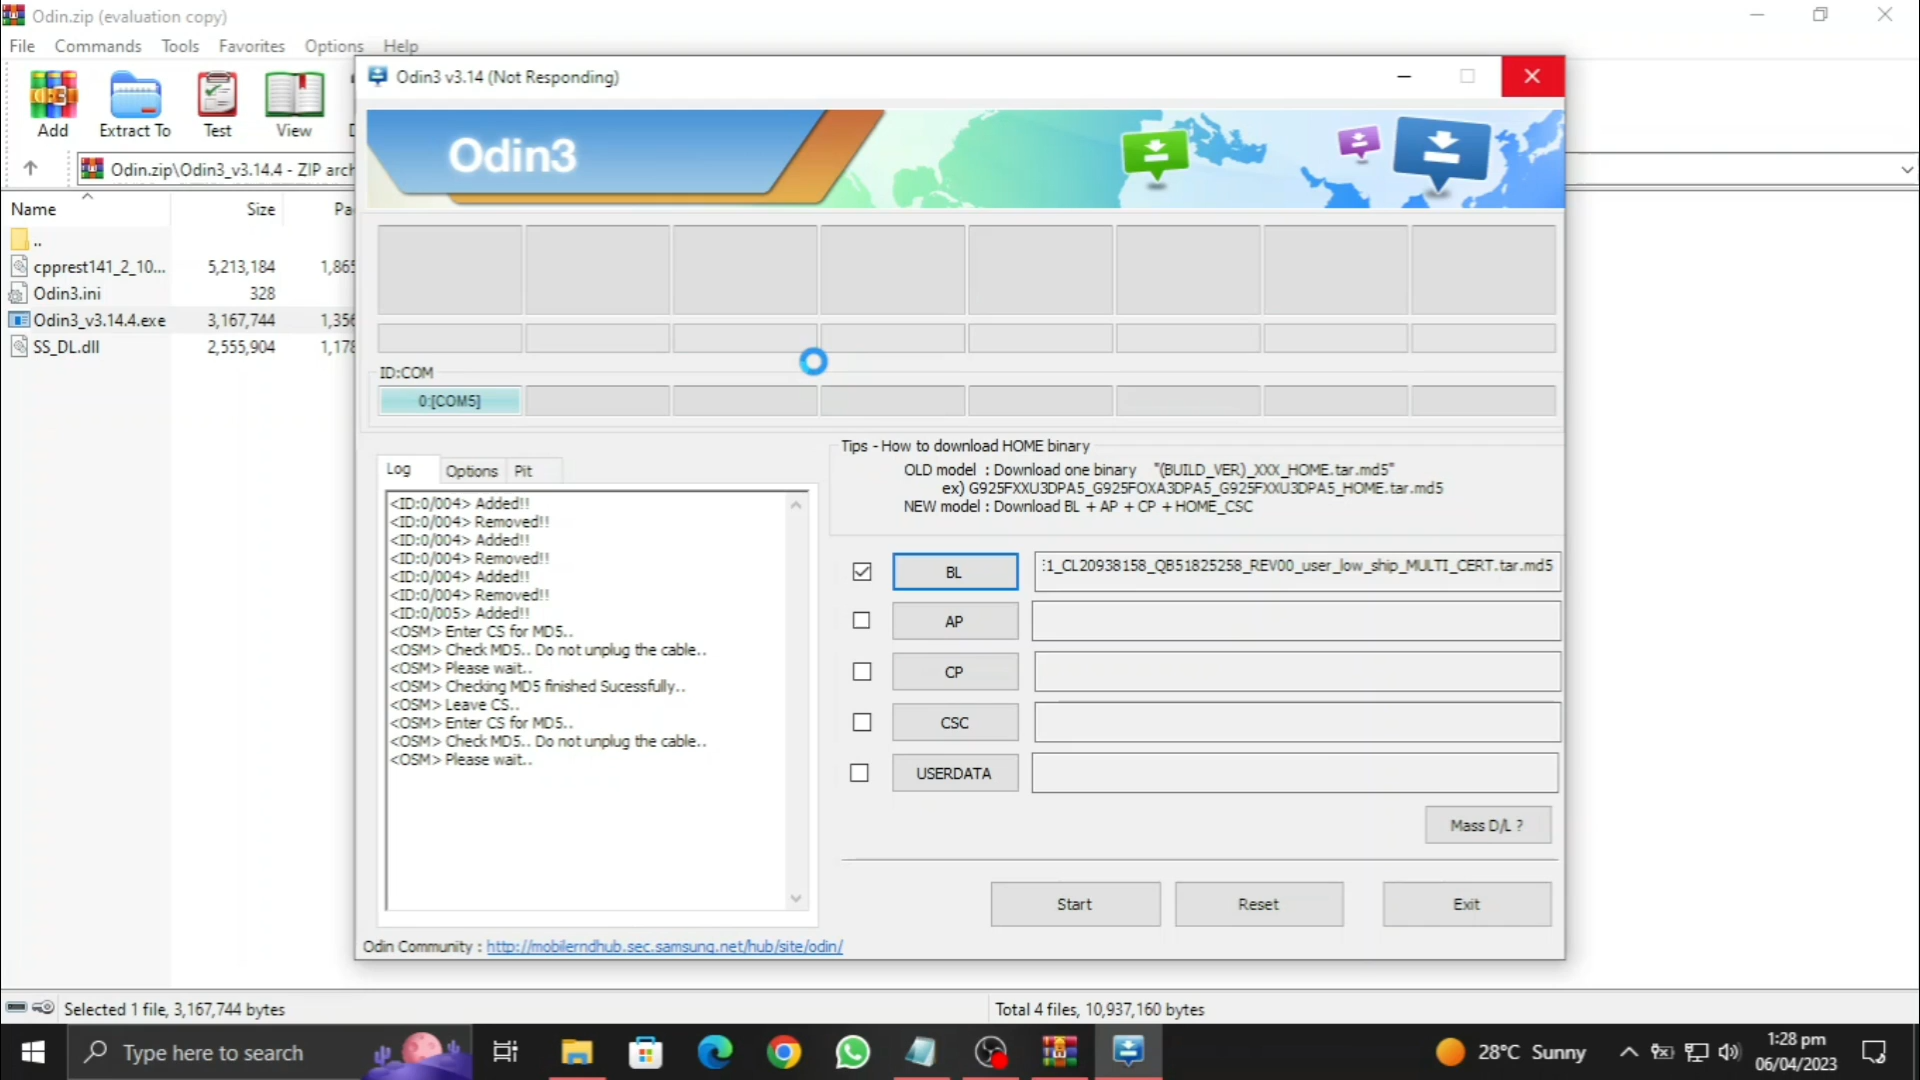 Odin.zip (evaluation copy)
File Commands Tools Favorites Options Help
Odin3 v3.14 (Not Responding)
Add Extract To Test View
Odin3
Odin.zip\Odin3_v3.14.4 - ZIP arch
Name Size Pa
..
cpprest141_2_10... 5,213,184 1,865
Odin3.ini 328
Odin3_v3.14.4.exe 3,167,744 1,356
SS_DL.dll 2,555,904 1,178
ID:COM
0:[COM5]
Log Options Pit
<ID:0/004> Added!!
<ID:0/004> Removed!!
<ID:0/004> Added!!
<ID:0/004> Removed!!
<ID:0/004> Added!!
<ID:0/004> Removed!!
<ID:0/005> Added!!
<OSM> Enter CS for MD5..
<OSM> Check MD5.. Do not unplug the cable..
<OSM> Please wait..
<OSM> Checking MD5 finished Sucessfully..
<OSM> Leave CS..
<OSM> Enter CS for MD5..
<OSM> Check MD5.. Do not unplug the cable..
<OSM> Please wait..
Tips - How to download HOME binary
OLD model : Download one binary "(BUILD_VER)_XXX_HOME.tar.md5"
ex) G925FXXU3DPA5_G925FOXA3DPA5_G925FXXU3DPA5_HOME.tar.md5
NEW model : Download BL + AP + CP + HOME_CSC
BL 1_CL20938158_QB51825258_REV00_user_low_ship_MULTI_CERT.tar.md5
AP
CP
CSC
USERDATA
Mass D/L ?
Start Reset Exit
Odin Community : http://mobilerndhub.sec.samsung.net/hub/site/odin/
Selected 1 file, 3,167,744 bytes Total 4 files, 10,937,160 bytes
Type here to search 28°C Sunny 1:28 pm
06/04/2023